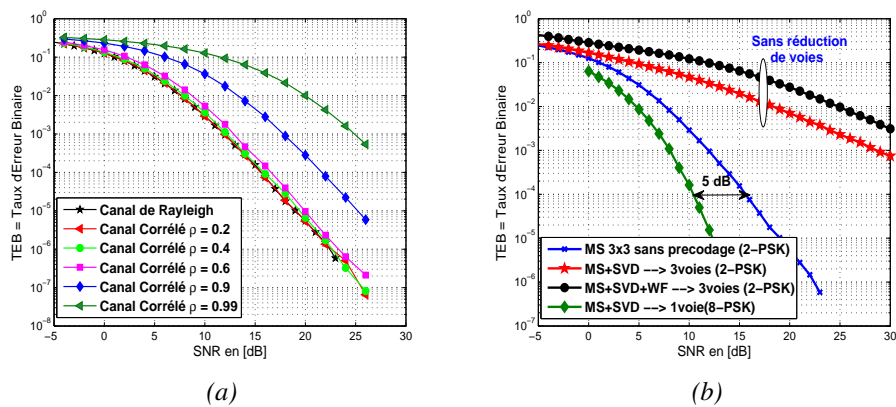 10^0
10^-1
10^-2
10^-3
10^-4
10^-5
10^-6
10^-7
10^-8
TEB = Taux d'Erreur Binaire
Canal de Rayleigh
Canal Corrélé ρ = 0.2
Canal Corrélé ρ = 0.4
Canal Corrélé ρ = 0.6
Canal Corrélé ρ = 0.9
Canal Corrélé ρ = 0.99
−5 0 5 10 15 20 25 30
SNR en [dB]
(a)
10^0
10^-1
10^-2
10^-3
10^-4
10^-5
10^-6
10^-7
TEB = Taux d'Erreur Binaire
Sans réduction
de voies
5 dB
MS 3x3 sans precodage (2−PSK)
MS+SVD −−> 3voies (2−PSK)
MS+SVD+WF −−> 3voies (2−PSK)
MS+SVD −−> 1voie(8−PSK)
−5 0 5 10 15 20 25 30
SNR en [dB]
(b)